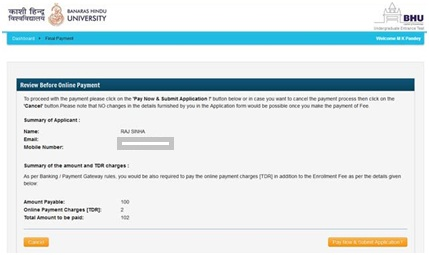 काशी हिन्दू
विश्वविद्यालय
BANARAS HINDU
UNIVERSITY
BHU
Undergraduate Entrance Test
Dashboard Final Payment
Welcome M K Pandey
Review Before Online Payment
To proceed with the payment please click on the "Pay Now & Submit Application !" button below or in case you want to cancel the payment process then click on the
"Cancel" button.Please note that NO changes in the details furnished by you in the Application form would be possible once you make the payment of Fee.
Summary of Applicant :
Name: RAJ SINHA
Email:
Mobile Number:
Summary of the amount and TDR charges :
As per Banking / Payment Gateway rules, you would be also required to pay the online payment charges [TDR] in addition to the Enrollment Fee as per the details given
below:
Amount Payable: 100
Online Payment Charges [TDR]: 2
Total Amount to be paid: 102
Cancel
Pay Now & Submit Application !